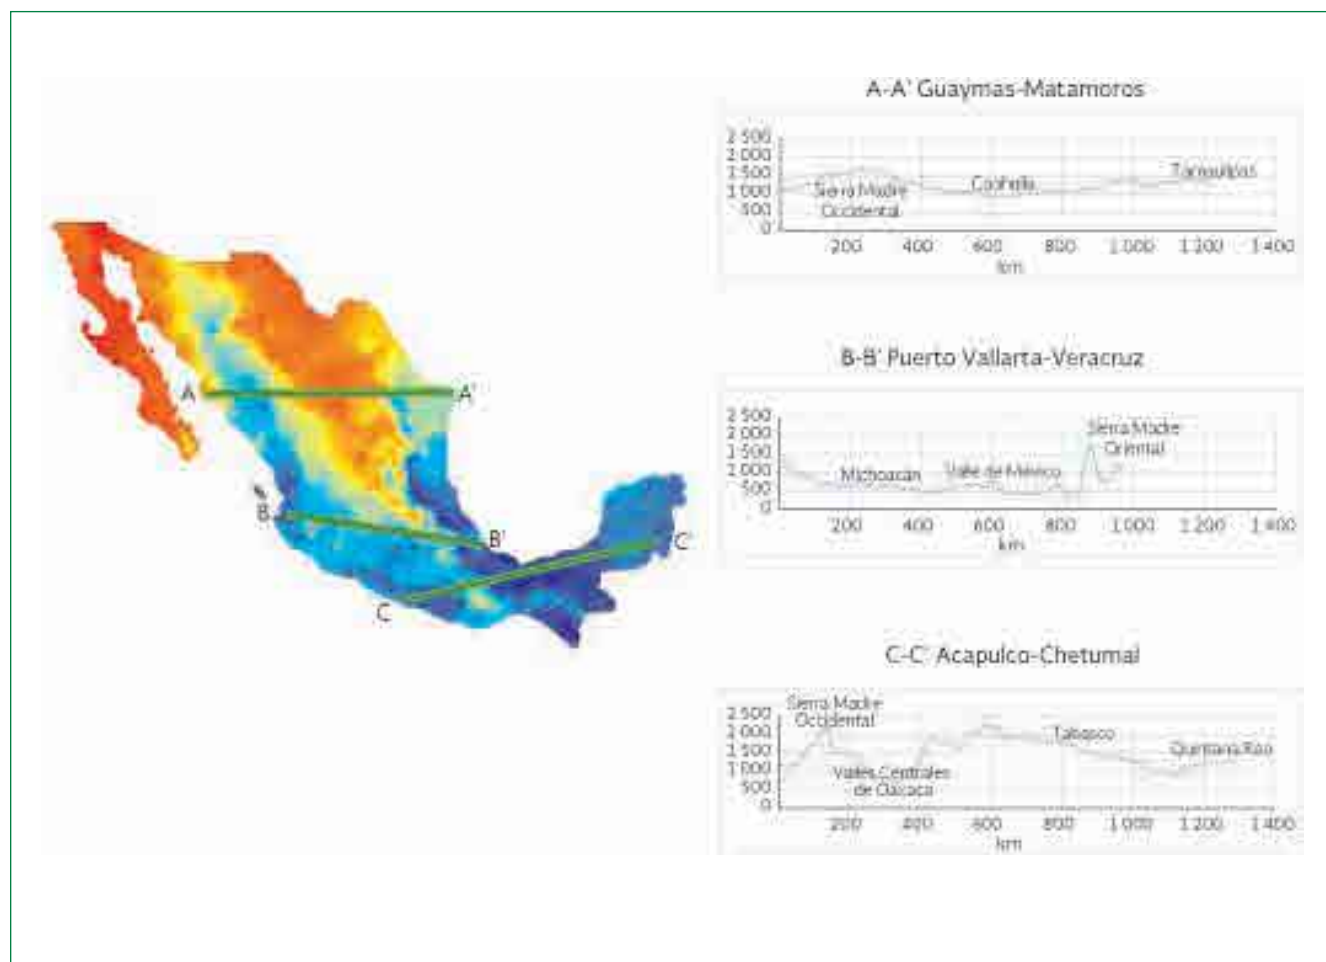 A-A' Guaymas-Matamoros
2 500
2 000
1 500
1 000
500
0
Sierra Madre
Occidental
Coahuila
Tamaulipas
200
400
600
800
1 000
1 200
1 400
km
A
A'
B
B'
C
C'
B-B' Puerto Vallarta-Veracruz
2 500
2 000
1 500
1 000
500
0
Michoacán
Valle de México
Sierra Madre
Oriental
200
400
600
800
1 000
1 200
1 400
km
C-C' Acapulco-Chetumal
2 500
2 000
1 500
1 000
500
0
Sierra Madre
Occidental
Valles Centrales
de Oaxaca
Tabasco
Quintana Roo
200
400
600
800
1 000
1 200
1 400
km